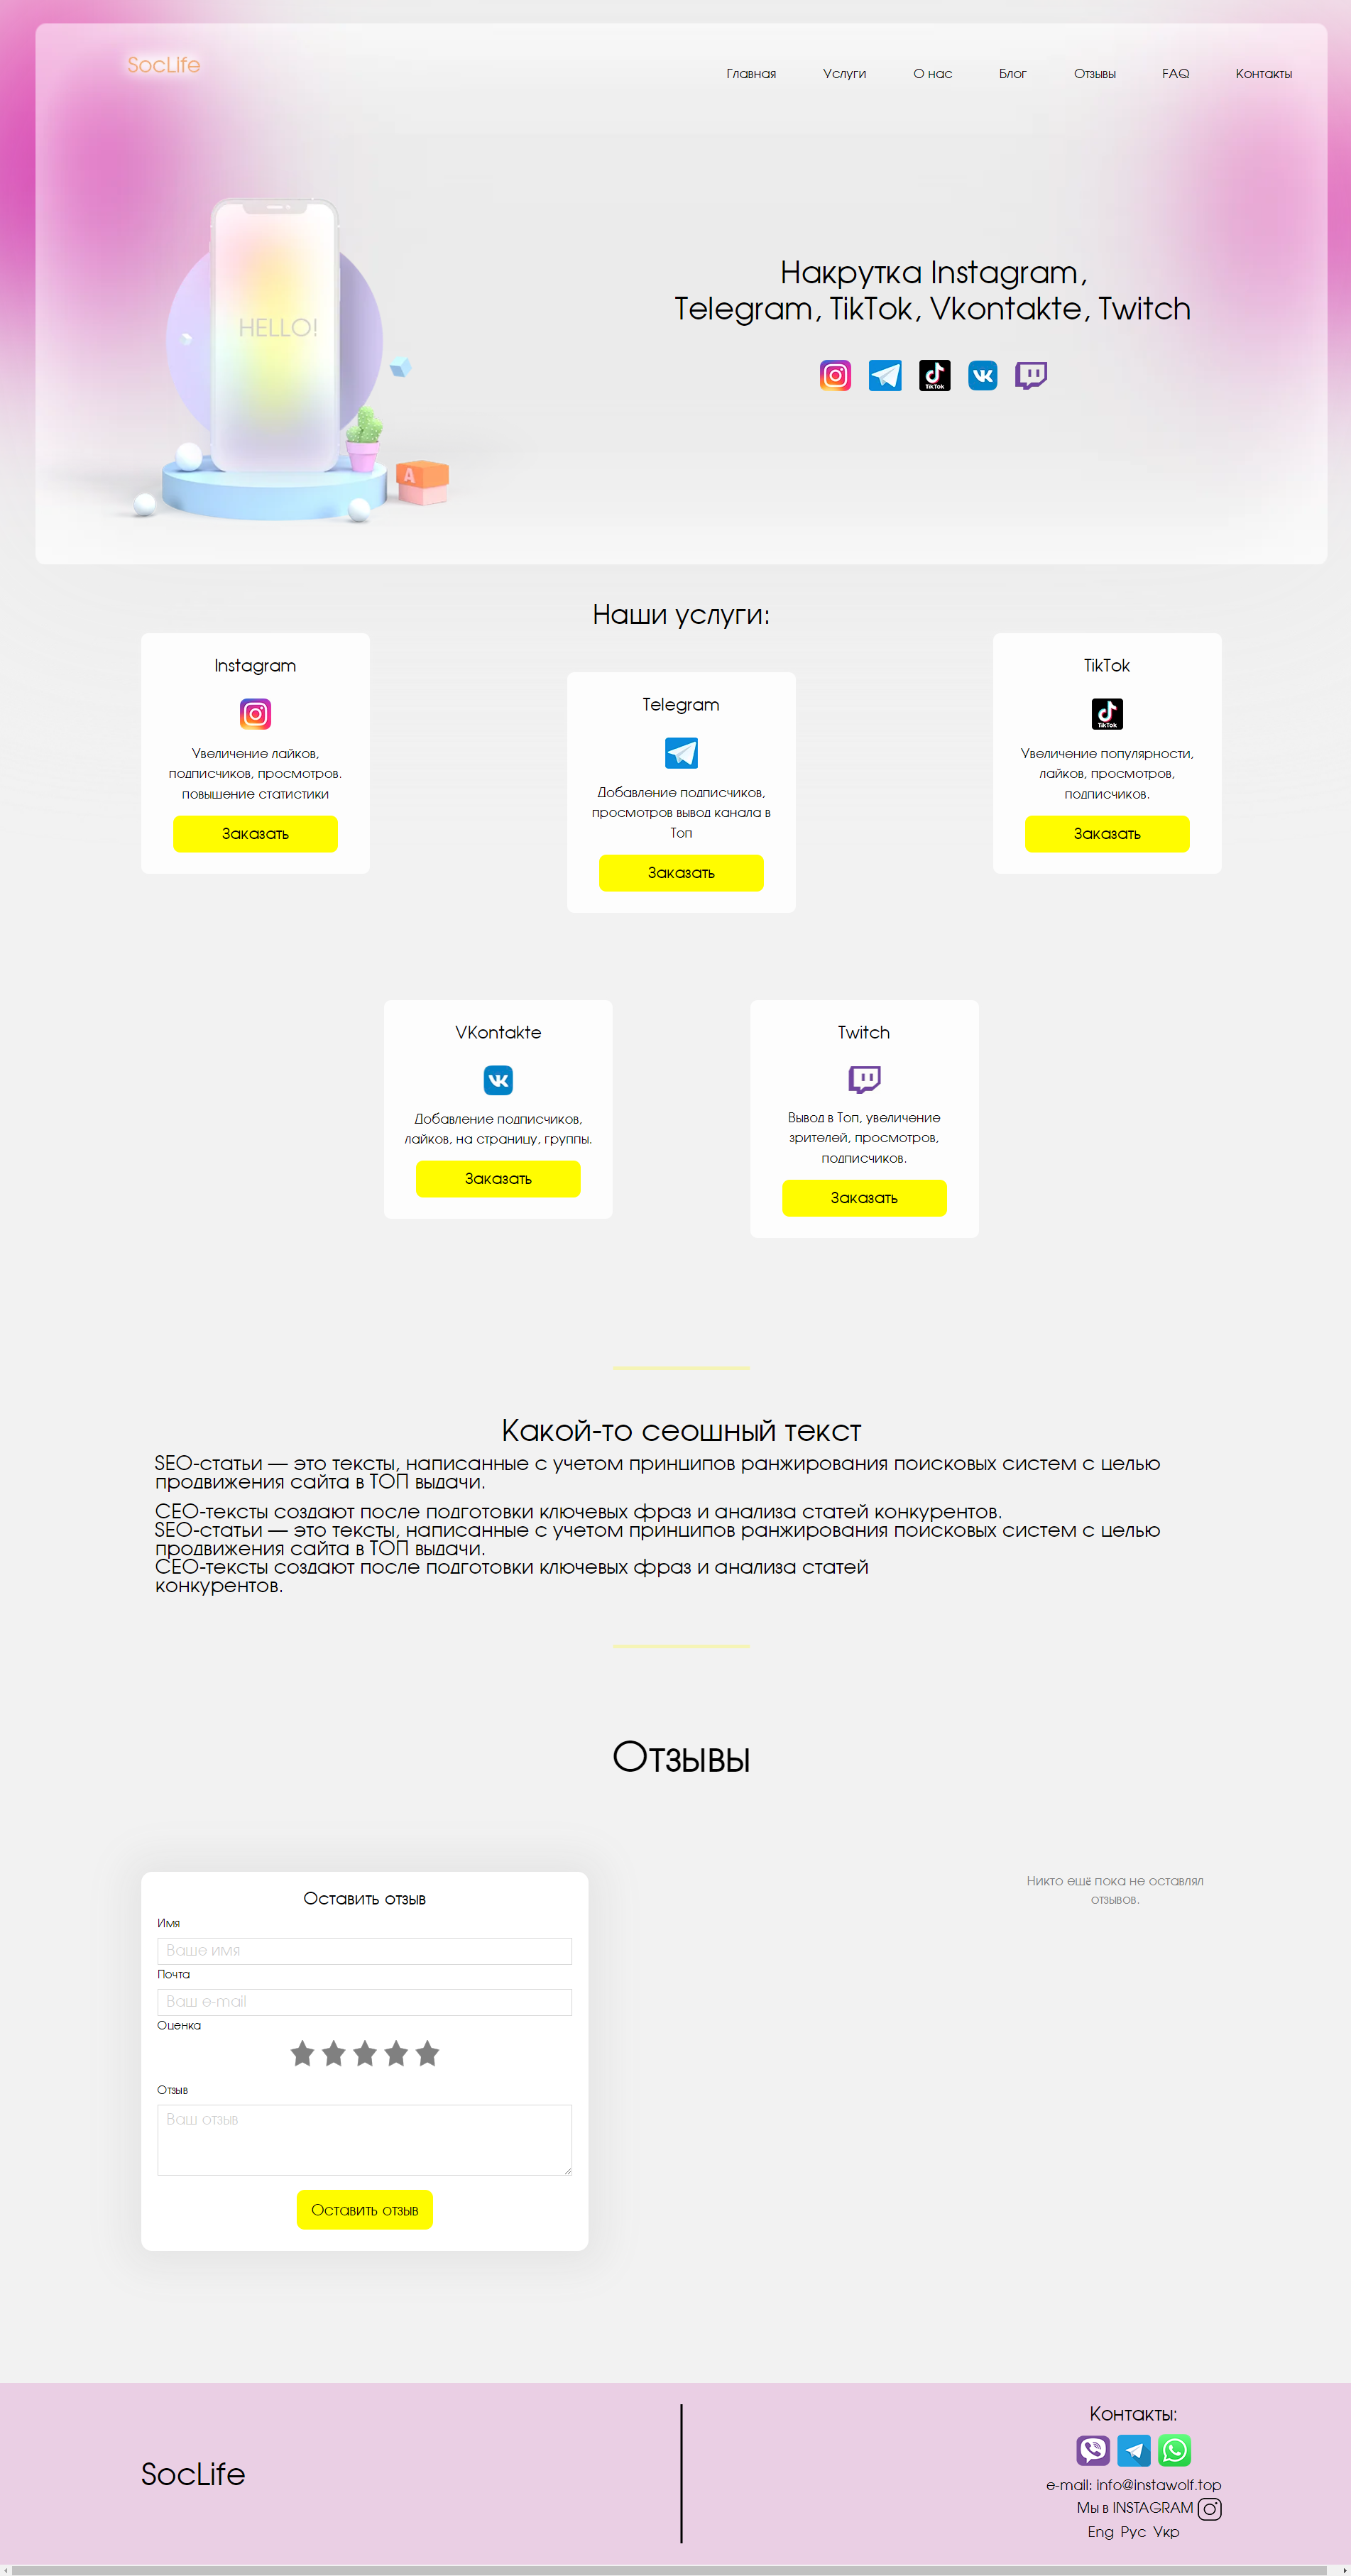 SocLife
Главная Услуги О нас Блог Отзывы FAQ Контакты
HELLO!
Накрутка Instagram,
Telegram, TikTok, Vkontakte, Twitch
TikTok
Наши услуги:
Instagram
Увеличение лайков,
подписчиков, просмотров.
повышение статистики
Заказать
Telegram
Добавление подписчиков,
просмотров вывод канала в
Топ
Заказать
TikTok
TikTok
Увеличение популярности,
лайков, просмотров,
подписчиков.
Заказать
VKontakte
Добавление подписчиков,
лайков, на страницу, группы.
Заказать
Twitch
Вывод в Топ, увеличение
зрителей, просмотров,
подписчиков.
Заказать
Какой-то сеошный текст
SEO-статьи — это тексты, написанные с учетом принципов ранжирования поисковых систем с целью
продвижения сайта в ТОП выдачи.
СЕО-тексты создают после подготовки ключевых фраз и анализа статей конкурентов.
SEO-статьи — это тексты, написанные с учетом принципов ранжирования поисковых систем с целью
продвижения сайта в ТОП выдачи.
СЕО-тексты создают после подготовки ключевых фраз и анализа статей
конкурентов.
Отзывы
Оставить отзыв
Имя
Ваше имя
Почта
Ваш e-mail
Оценка
Отзыв
Ваш отзыв
Оставить отзыв
Никто ещё пока не оставлял
отзывов.
SocLife
Контакты:
e-mail: info@instawolf.top
Мы в INSTAGRAM
Eng Рус Укр